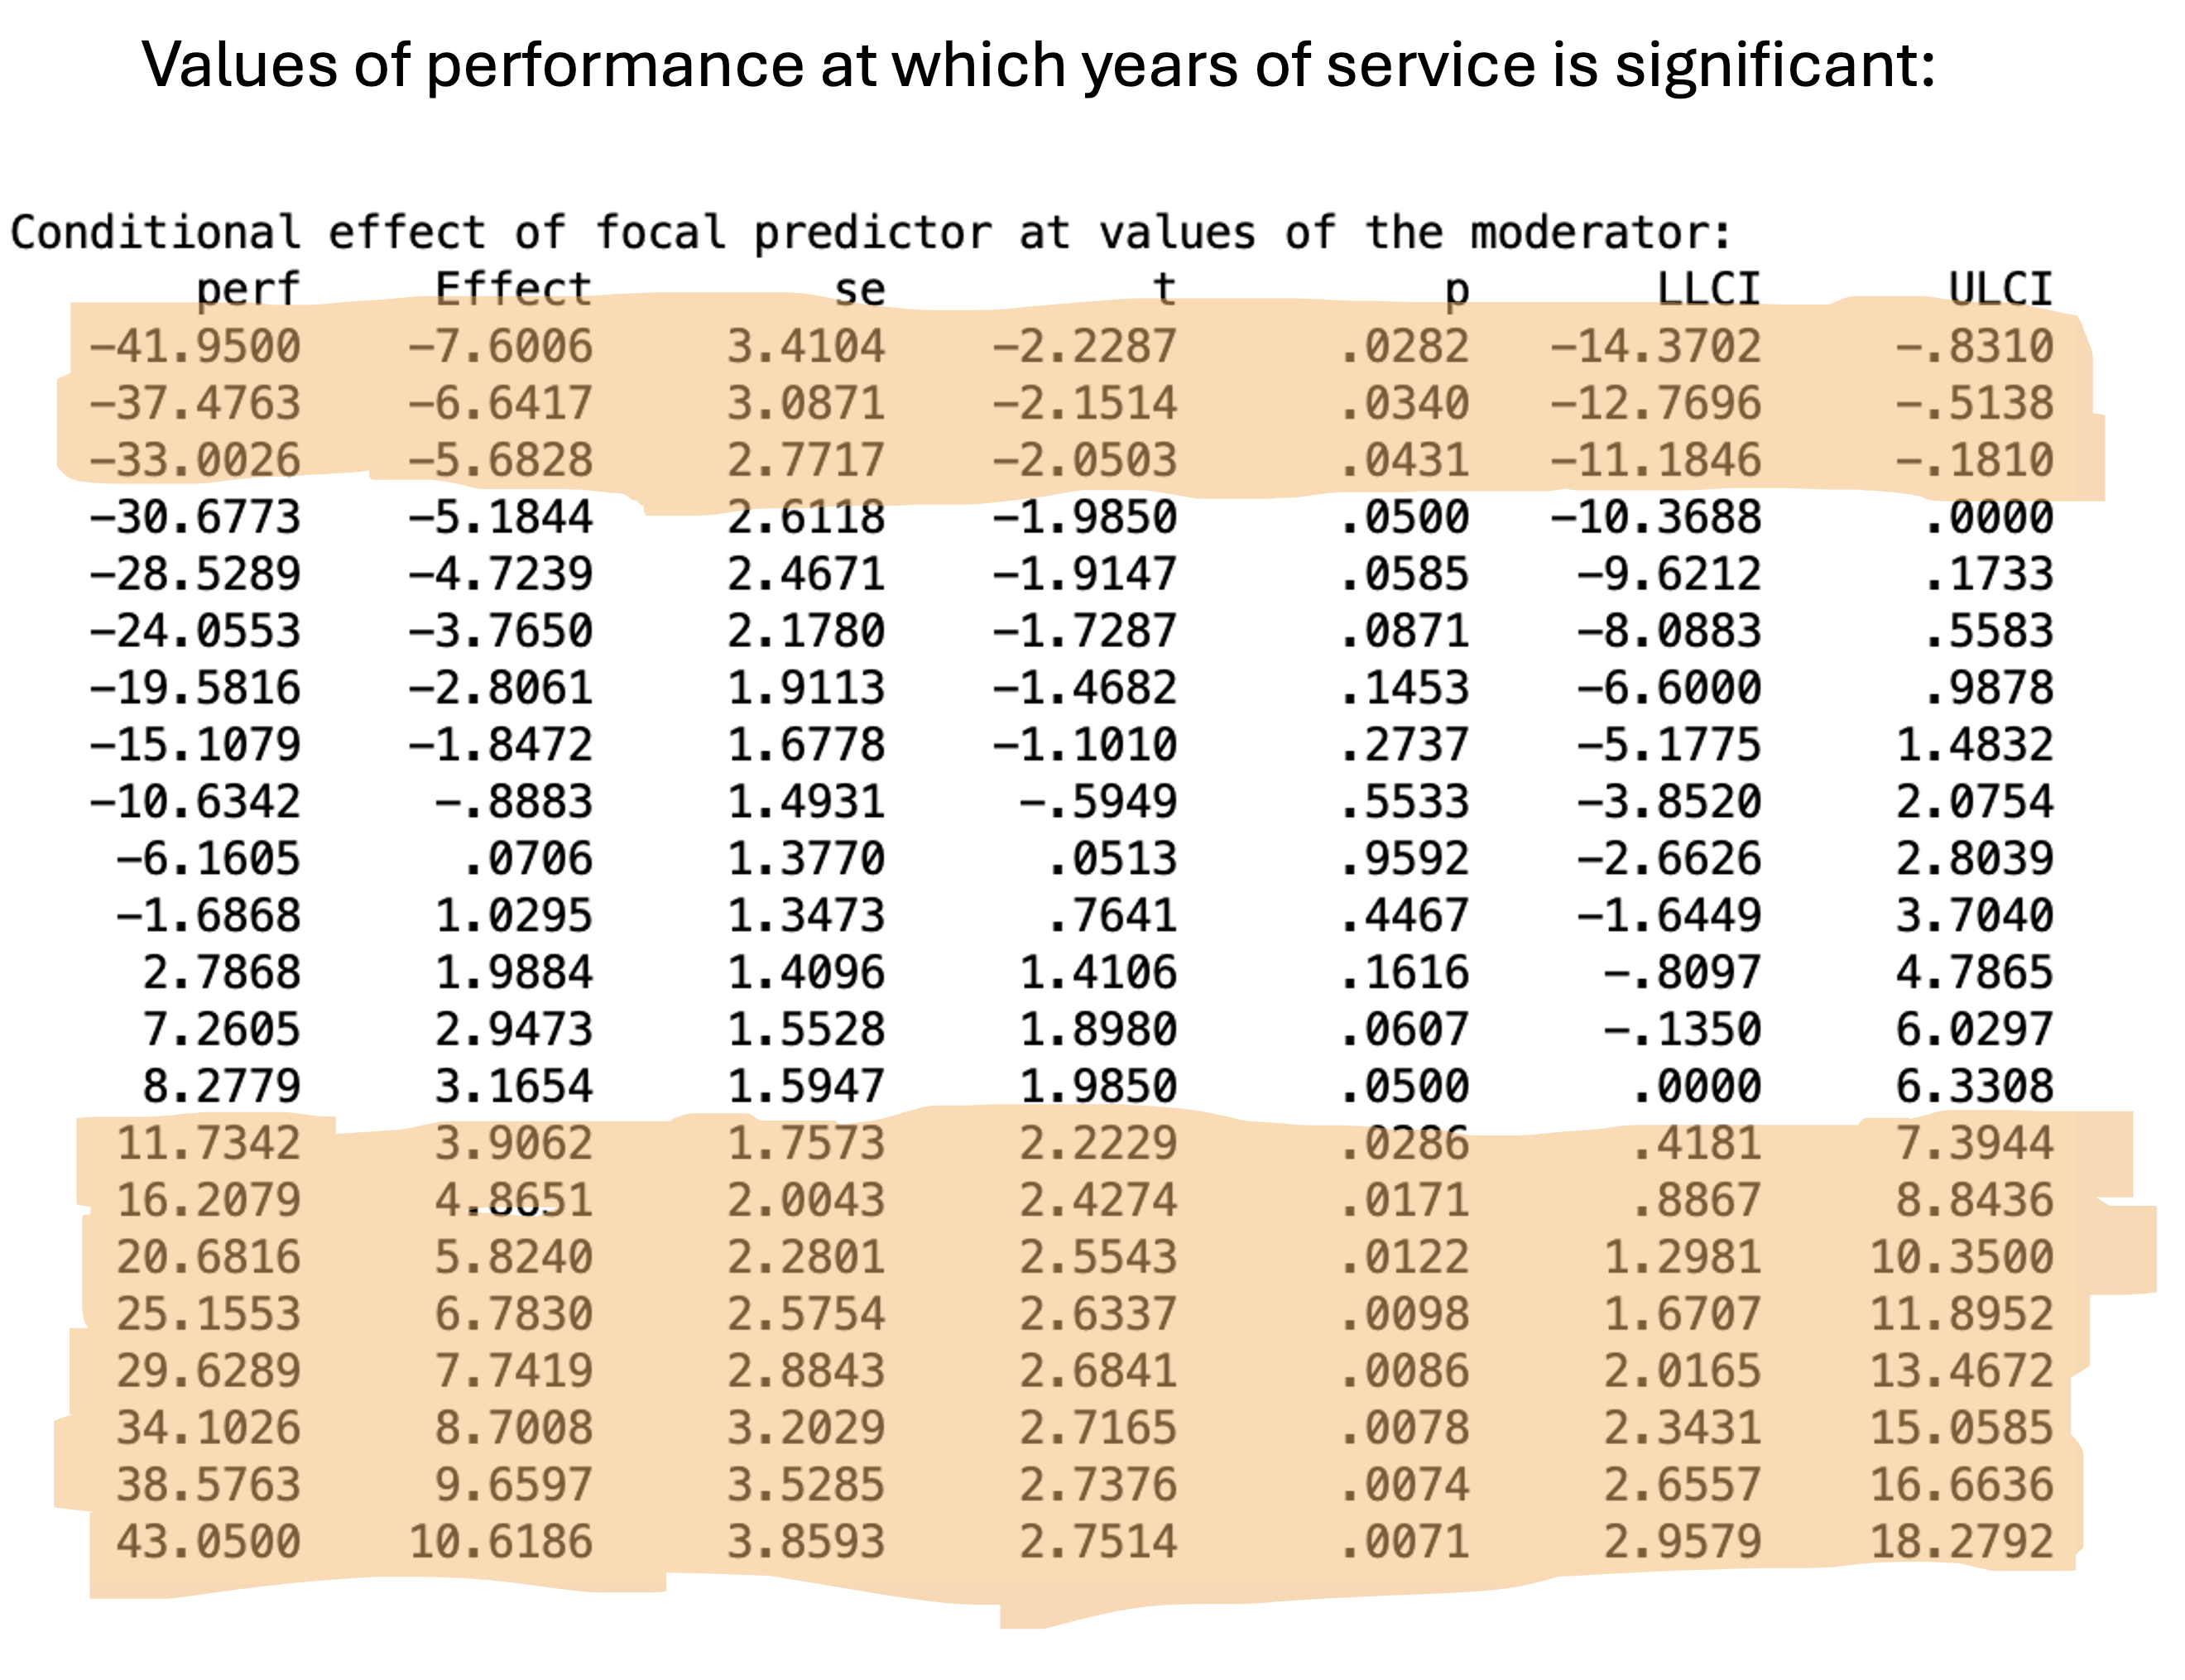 Values of performance at which years of service is significant:
Conditional effect of focal predictor at values of the moderator:
perf Effect se t p LLCI ULCI
−41.9500 −7.6006 3.4104 −2.2287 .0282 −14.3702 −.8310
−37.4763 −6.6417 3.0871 −2.1514 .0340 −12.7696 −.5138
−33.0026 −5.6828 2.7717 −2.0503 .0431 −11.1846 −.1810
−30.6773 −5.1844 2.6118 −1.9850 .0500 −10.3688 .0000
−28.5289 −4.7239 2.4671 −1.9147 .0585 −9.6212 .1733
−24.0553 −3.7650 2.1780 −1.7287 .0871 −8.0883 .5583
−19.5816 −2.8061 1.9113 −1.4682 .1453 −6.6000 .9878
−15.1079 −1.8472 1.6778 −1.1010 .2737 −5.1775 1.4832
−10.6342 −.8883 1.4931 −.5949 .5533 −3.8520 2.0754
−6.1605 .0706 1.3770 .0513 .9592 −2.6626 2.8039
−1.6868 1.0295 1.3473 .7641 .4467 −1.6449 3.7040
2.7868 1.9884 1.4096 1.4106 .1616 −.8097 4.7865
7.2605 2.9473 1.5528 1.8980 .0607 −.1350 6.0297
8.2779 3.1654 1.5947 1.9850 .0500 .0000 6.3308
11.7342 3.9062 1.7573 2.2229 .0286 .4181 7.3944
16.2079 4.8651 2.0043 2.4274 .0171 .8867 8.8436
20.6816 5.8240 2.2801 2.5543 .0122 1.2981 10.3500
25.1553 6.7830 2.5754 2.6337 .0098 1.6707 11.8952
29.6289 7.7419 2.8843 2.6841 .0086 2.0165 13.4672
34.1026 8.7008 3.2029 2.7165 .0078 2.3431 15.0585
38.5763 9.6597 3.5285 2.7376 .0074 2.6557 16.6636
43.0500 10.6186 3.8593 2.7514 .0071 2.9579 18.2792